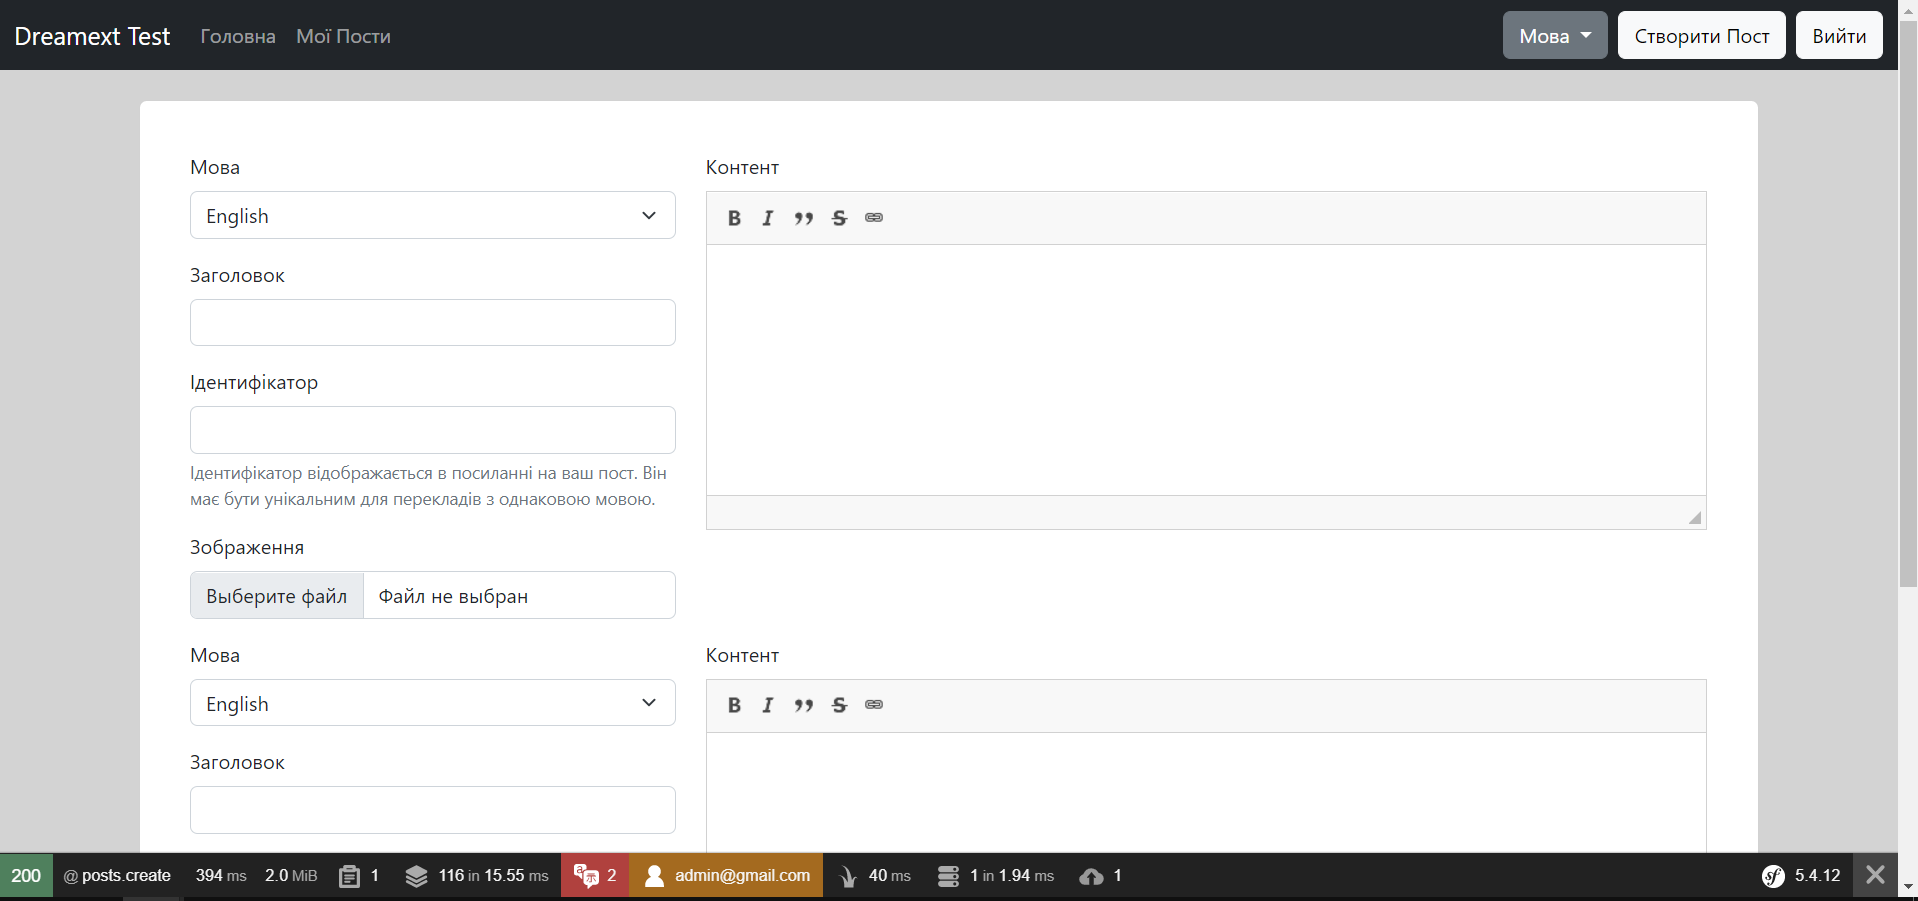 Dreamext Test Головна Мої Пости Мова Створити Пост Вийти
Мова
English
Заголовок
Ідентифікатор
Ідентифікатор відображається в посиланні на ваш пост. Він
має бути унікальним для перекладів з однаковою мовою.
Зображення
Выберите файл Файл не выбран
Контент
B I ” S
Мова
English
Заголовок
Контент
B I ” S
200 @ posts.create 394 ms 2.0 MiB 1 116 in 15.55 ms 2 admin@gmail.com 40 ms 1 in 1.94 ms 1 sf 5.4.12